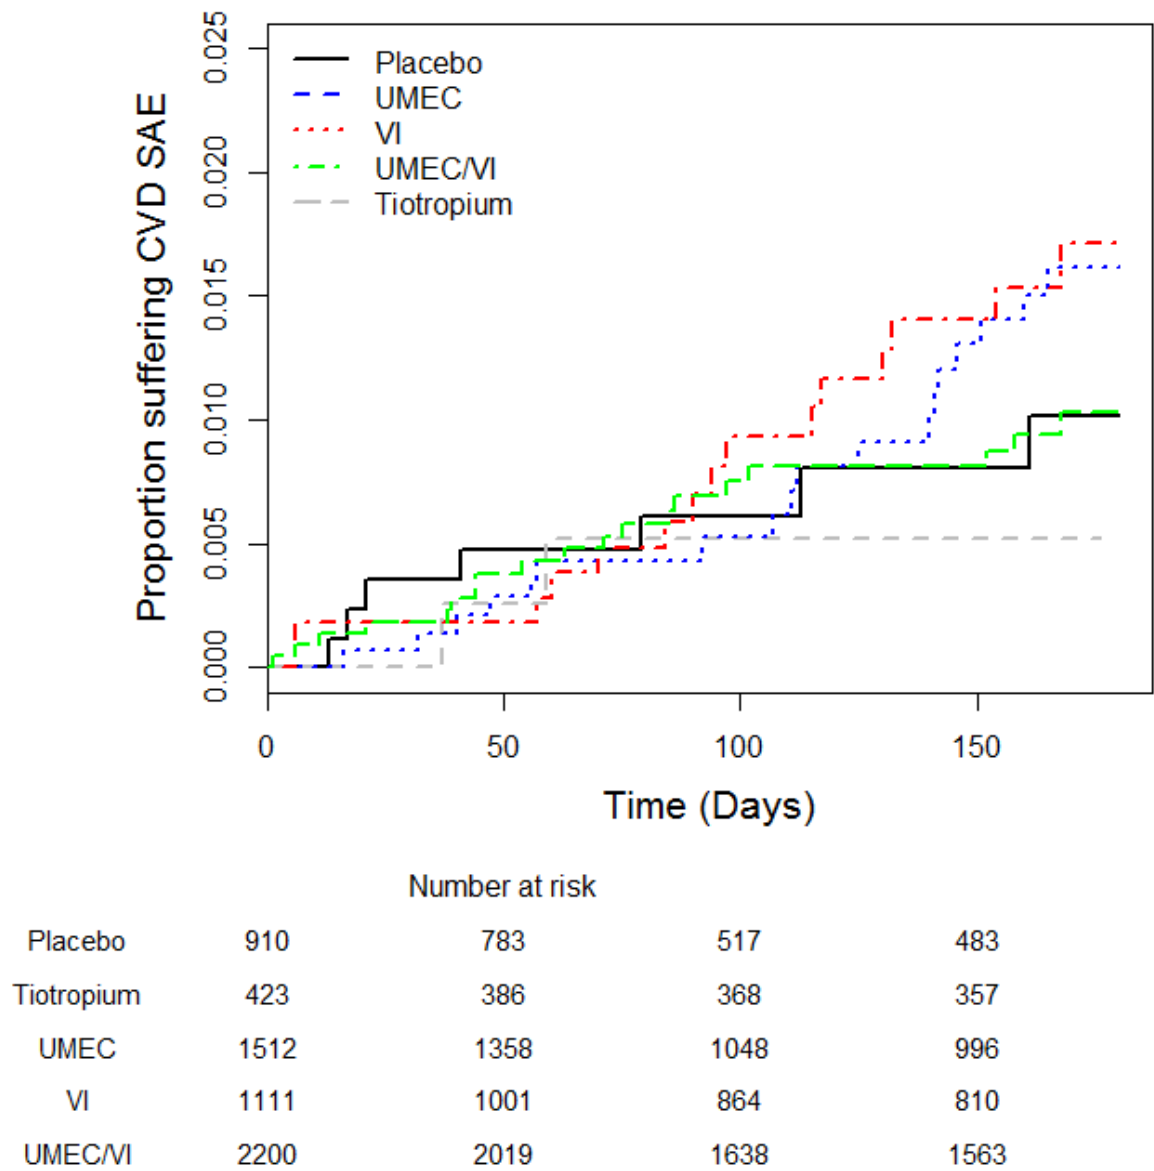 Proportion suffering CVD SAE
0.025
0.020
0.015
0.010
0.005
0.000
Placebo
UMEC
VI
UMEC/VI
Tiotropium
0 50 100 150
Time (Days)
Number at risk
Placebo 910 783 517 483
Tiotropium 423 386 368 357
UMEC 1512 1358 1048 996
VI 1111 1001 864 810
UMEC/VI 2200 2019 1638 1563